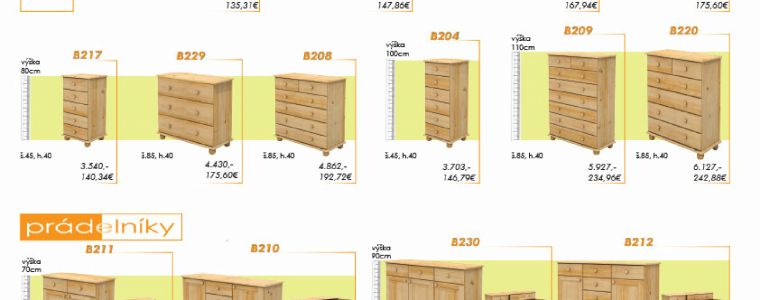 135,31€ 147,86€ 167,94€ 175,60€
B217 B229 B208 B204 B209 B220
výška
80cm
výška
100cm
výška
110cm
š.45, h.40 š.85, h.40 š.45, h.40 š.85, h.40 š.85, h.40
3.540,- 4.430,- 4.862,- 3.703,- 5.927,- 6.127,-
140,34€ 175,60€ 192,72€ 146,79€ 234,96€ 242,88€
prádelníky
B211 B210 B230 B212
výška
70cm
výška
90cm